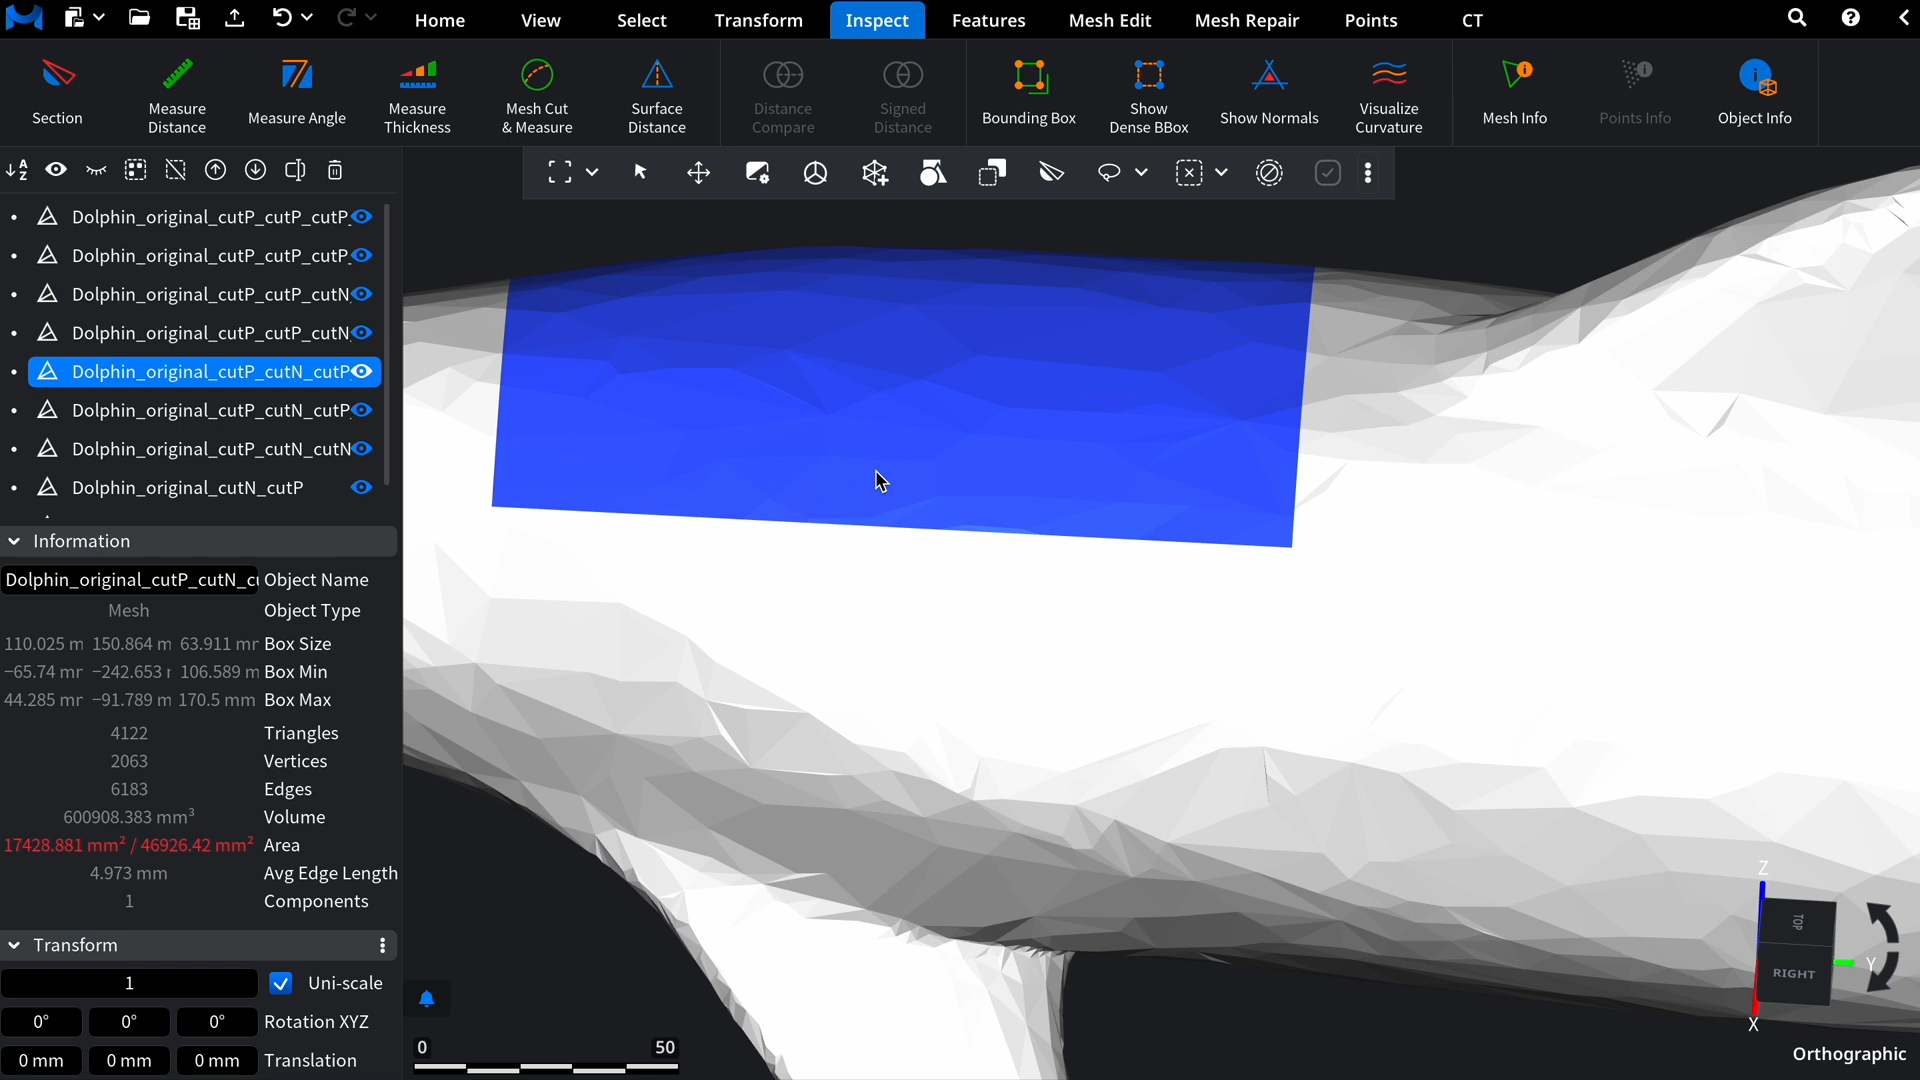 Home View Select Transform Inspect Features Mesh Edit Mesh Repair Points CT
Section
Measure Distance
Measure Angle
Measure Thickness
Mesh Cut & Measure
Surface Distance
Distance Compare
Signed Distance
Bounding Box
Show Dense BBox
Show Normals
Visualize Curvature
Mesh Info
Points Info
Object Info
A
Z
Dolphin_original_cutP_cutP_cutP_
Dolphin_original_cutP_cutP_cutP_
Dolphin_original_cutP_cutP_cutN
Dolphin_original_cutP_cutP_cutN
Dolphin_original_cutP_cutN_cutP
Dolphin_original_cutP_cutN_cutP
Dolphin_original_cutP_cutN_cutN
Dolphin_original_cutN_cutP
Information
Dolphin_original_cutP_cutN_cu Object Name
Mesh Object Type
110.025 m 150.864 m 63.911 mr Box Size
−65.74 mr −242.653 106.589 m Box Min
44.285 mr −91.789 m 170.5 mm Box Max
4122 Triangles
2063 Vertices
6183 Edges
600908.383 mm³ Volume
17428.881 mm² / 46926.42 mm² Area
4.973 mm Avg Edge Length
1 Components
Transform
1 Uni-scale
0° 0° 0° Rotation XYZ
0 mm 0 mm 0 mm Translation
0 50
Z
TOP
RIGHT
Y
X
Orthographic